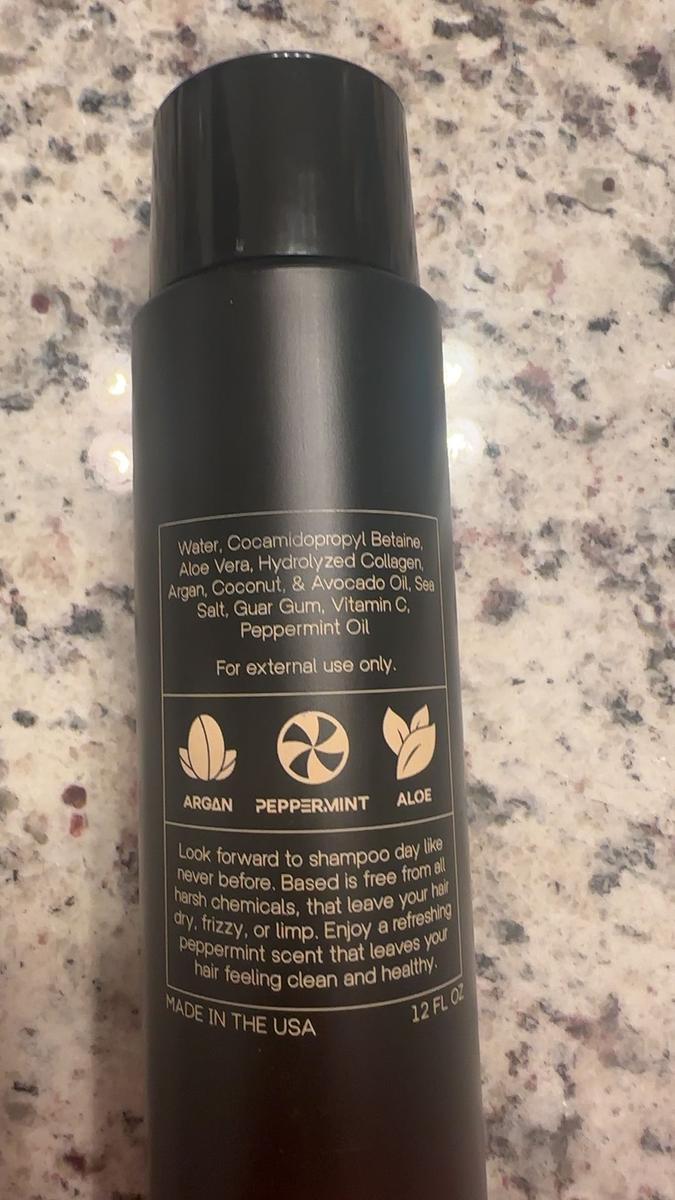 Water, Cocamidopropyl Betaine,
Aloe Vera, Hydrolyzed Collagen,
Argan, Coconut, & Avocado Oil, Sea
Salt, Guar Gum, Vitamin C,
Peppermint Oil
For external use only.
ARGAN PEPPERMINT ALOE
Look forward to shampoo day like
never before. Based is free from all
harsh chemicals, that leave your hair
dry, frizzy, or limp. Enjoy a refreshing
peppermint scent that leaves your
hair feeling clean and healthy.
MADE IN THE USA 12 FL OZ